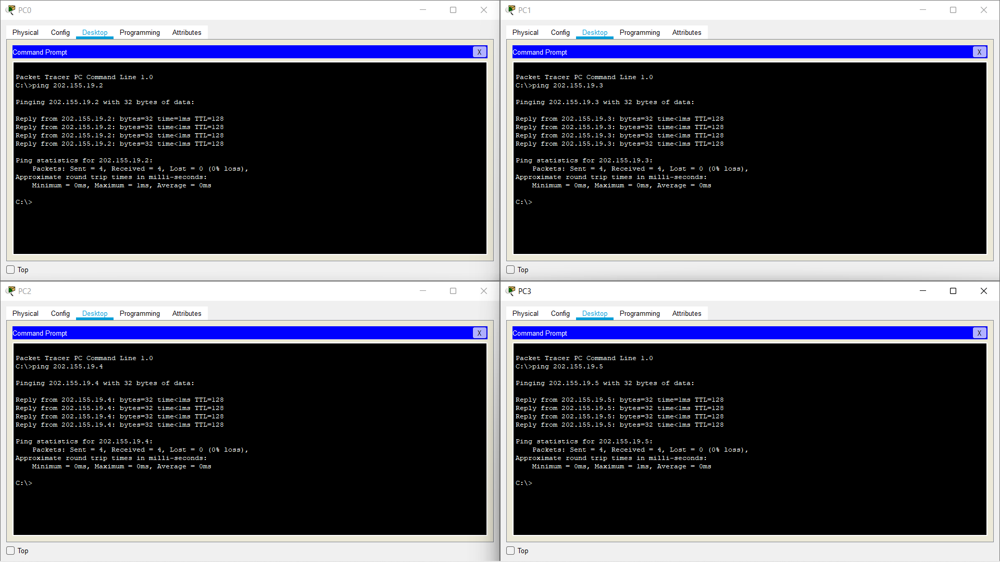 PC0
Physical Config Desktop Programming Attributes
Command Prompt X
Packet Tracer PC Command Line 1.0
C:\>ping 202.155.19.2
Pinging 202.155.19.2 with 32 bytes of data:
Reply from 202.155.19.2: bytes=32 time=1ms TTL=128
Reply from 202.155.19.2: bytes=32 time<1ms TTL=128
Reply from 202.155.19.2: bytes=32 time<1ms TTL=128
Reply from 202.155.19.2: bytes=32 time<1ms TTL=128
Ping statistics for 202.155.19.2:
Packets: Sent = 4, Received = 4, Lost = 0 (0% loss),
Approximate round trip times in milli-seconds:
Minimum = 0ms, Maximum = 1ms, Average = 0ms
C:\>
Top
PC1
Physical Config Desktop Programming Attributes
Command Prompt X
Packet Tracer PC Command Line 1.0
C:\>ping 202.155.19.3
Pinging 202.155.19.3 with 32 bytes of data:
Reply from 202.155.19.3: bytes=32 time<1ms TTL=128
Reply from 202.155.19.3: bytes=32 time<1ms TTL=128
Reply from 202.155.19.3: bytes=32 time<1ms TTL=128
Reply from 202.155.19.3: bytes=32 time<1ms TTL=128
Ping statistics for 202.155.19.3:
Packets: Sent = 4, Received = 4, Lost = 0 (0% loss),
Approximate round trip times in milli-seconds:
Minimum = 0ms, Maximum = 0ms, Average = 0ms
C:\>
Top
PC2
Physical Config Desktop Programming Attributes
Command Prompt X
Packet Tracer PC Command Line 1.0
C:\>ping 202.155.19.4
Pinging 202.155.19.4 with 32 bytes of data:
Reply from 202.155.19.4: bytes=32 time<1ms TTL=128
Reply from 202.155.19.4: bytes=32 time<1ms TTL=128
Reply from 202.155.19.4: bytes=32 time<1ms TTL=128
Reply from 202.155.19.4: bytes=32 time<1ms TTL=128
Ping statistics for 202.155.19.4:
Packets: Sent = 4, Received = 4, Lost = 0 (0% loss),
Approximate round trip times in milli-seconds:
Minimum = 0ms, Maximum = 0ms, Average = 0ms
C:\>
Top
PC3
Physical Config Desktop Programming Attributes
Command Prompt X
Packet Tracer PC Command Line 1.0
C:\>ping 202.155.19.5
Pinging 202.155.19.5 with 32 bytes of data:
Reply from 202.155.19.5: bytes=32 time=1ms TTL=128
Reply from 202.155.19.5: bytes=32 time<1ms TTL=128
Reply from 202.155.19.5: bytes=32 time<1ms TTL=128
Reply from 202.155.19.5: bytes=32 time<1ms TTL=128
Ping statistics for 202.155.19.5:
Packets: Sent = 4, Received = 4, Lost = 0 (0% loss),
Approximate round trip times in milli-seconds:
Minimum = 0ms, Maximum = 1ms, Average = 0ms
C:\>
Top